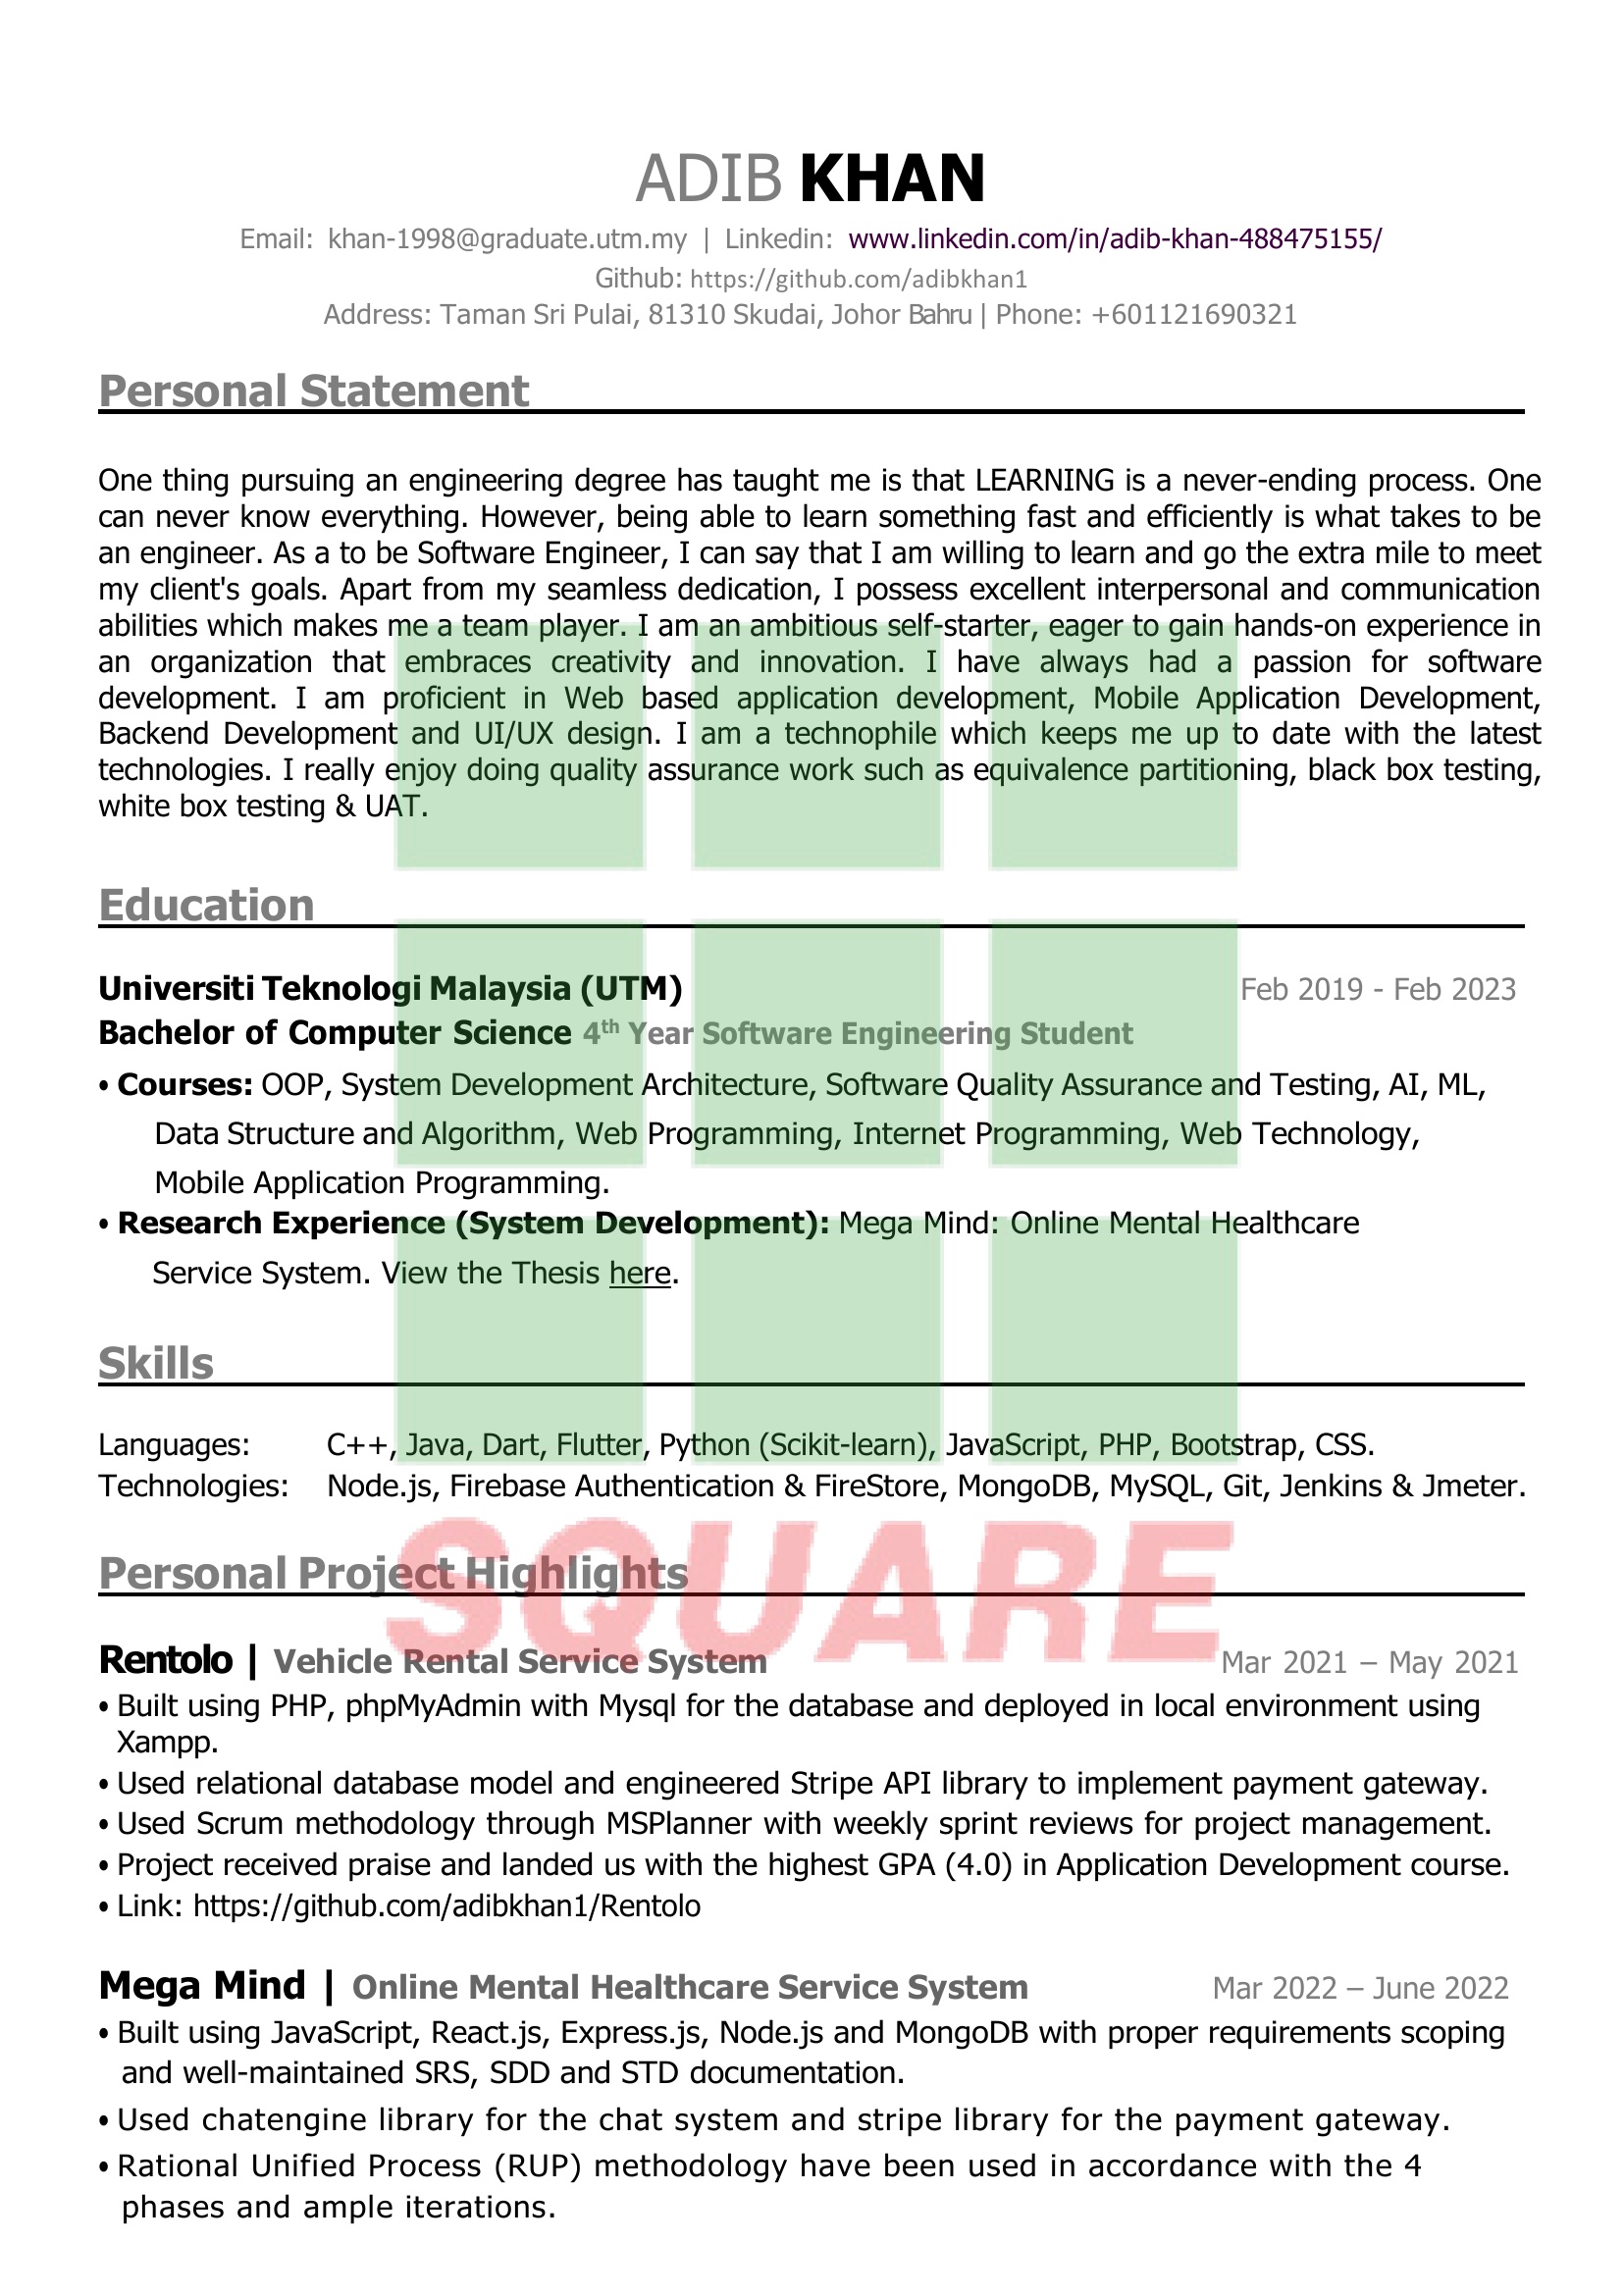 ADIB KHAN
Email: khan-1998@graduate.utm.my | Linkedin: www.linkedin.com/in/adib-khan-488475155/
Github: https://github.com/adibkhan1
Address: Taman Sri Pulai, 81310 Skudai, Johor Bahru | Phone: +601121690321
Personal Statement
One thing pursuing an engineering degree has taught me is that LEARNING is a never-ending process. One
can never know everything. However, being able to learn something fast and efficiently is what takes to be
an engineer. As a to be Software Engineer, I can say that I am willing to learn and go the extra mile to meet
my client's goals. Apart from my seamless dedication, I possess excellent interpersonal and communication
abilities which makes me a team player. I am an ambitious self-starter, eager to gain hands-on experience in
an organization that embraces creativity and innovation. I have always had a passion for software
development. I am proficient in Web based application development, Mobile Application Development,
Backend Development and UI/UX design. I am a technophile which keeps me up to date with the latest
technologies. I really enjoy doing quality assurance work such as equivalence partitioning, black box testing,
white box testing & UAT.
Education
Universiti Teknologi Malaysia (UTM) Feb 2019 - Feb 2023
Bachelor of Computer Science 4th Year Software Engineering Student
• Courses: OOP, System Development Architecture, Software Quality Assurance and Testing, AI, ML,
Data Structure and Algorithm, Web Programming, Internet Programming, Web Technology,
Mobile Application Programming.
• Research Experience (System Development): Mega Mind: Online Mental Healthcare
Service System. View the Thesis here.
Skills
Languages: C++, Java, Dart, Flutter, Python (Scikit-learn), JavaScript, PHP, Bootstrap, CSS.
Technologies: Node.js, Firebase Authentication & FireStore, MongoDB, MySQL, Git, Jenkins & Jmeter.
SQUARE
Personal Project Highlights
Rentolo | Vehicle Rental Service System Mar 2021 – May 2021
• Built using PHP, phpMyAdmin with Mysql for the database and deployed in local environment using
Xampp.
• Used relational database model and engineered Stripe API library to implement payment gateway.
• Used Scrum methodology through MSPlanner with weekly sprint reviews for project management.
• Project received praise and landed us with the highest GPA (4.0) in Application Development course.
• Link: https://github.com/adibkhan1/Rentolo
Mega Mind | Online Mental Healthcare Service System Mar 2022 – June 2022
• Built using JavaScript, React.js, Express.js, Node.js and MongoDB with proper requirements scoping
and well-maintained SRS, SDD and STD documentation.
• Used chatengine library for the chat system and stripe library for the payment gateway.
• Rational Unified Process (RUP) methodology have been used in accordance with the 4
phases and ample iterations.